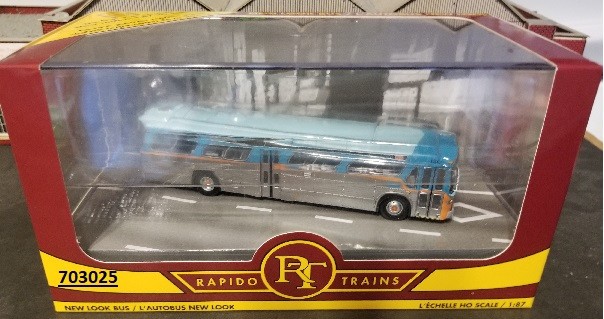 703025
RAPIDO RT TRAINS
NEW LOOK BUS / L'AUTOBUS NEW LOOK
L'ÉCHELLE HO SCALE / 1:87